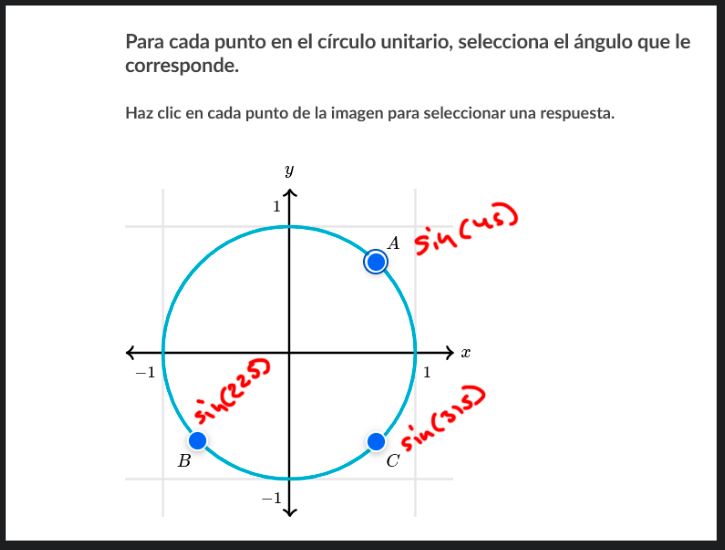 Para cada punto en el círculo unitario, selecciona el ángulo que le
corresponde.
Haz clic en cada punto de la imagen para seleccionar una respuesta.
y
1
A sin(45)
x
-1
1
sin(225)
sin(315)
B
C
-1